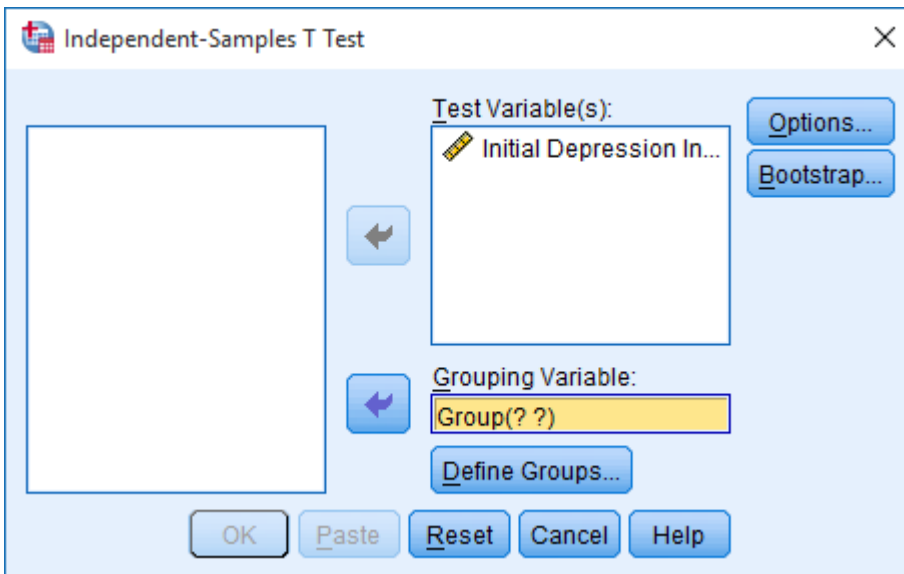 Independent-Samples T Test
Test Variable(s):
Initial Depression In...
Options...
Bootstrap...
Grouping Variable:
Group(? ?)
Define Groups...
OK
Paste
Reset
Cancel
Help